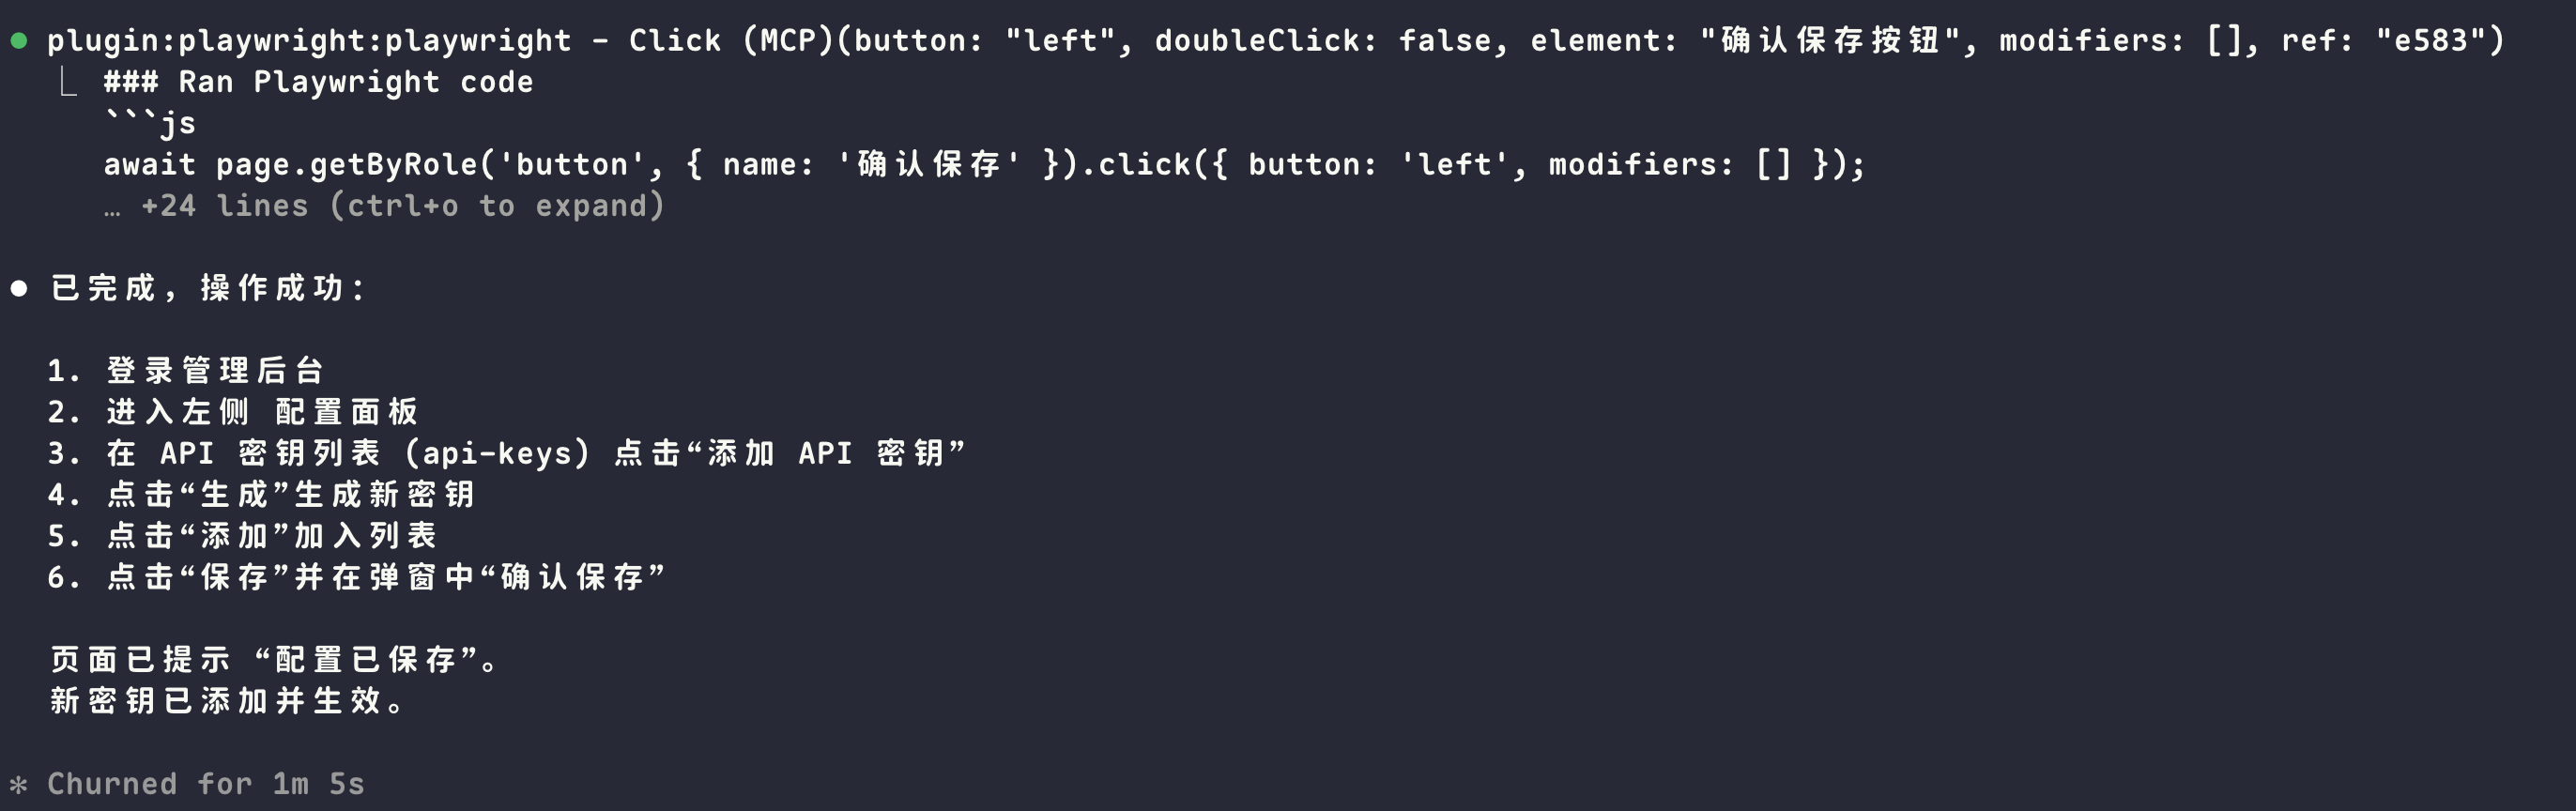 ● plugin:playwright:playwright - Click (MCP)(button: "left", doubleClick: false, element: "确认保存按钮", modifiers: [], ref: "e583")
⎿ ### Ran Playwright code
```js
await page.getByRole('button', { name: '确认保存' }).click({ button: 'left', modifiers: [] });
… +24 lines (ctrl+o to expand)
● 已完成，操作成功：
1. 登录管理后台
2. 进入左侧 配置面板
3. 在 API 密钥列表 (api-keys) 点击“添加 API 密钥”
4. 点击“生成”生成新密钥
5. 点击“添加”加入列表
6. 点击“保存”并在弹窗中“确认保存”
页面已提示 “配置已保存”。
新密钥已添加并生效。
✻ Churned for 1m 5s